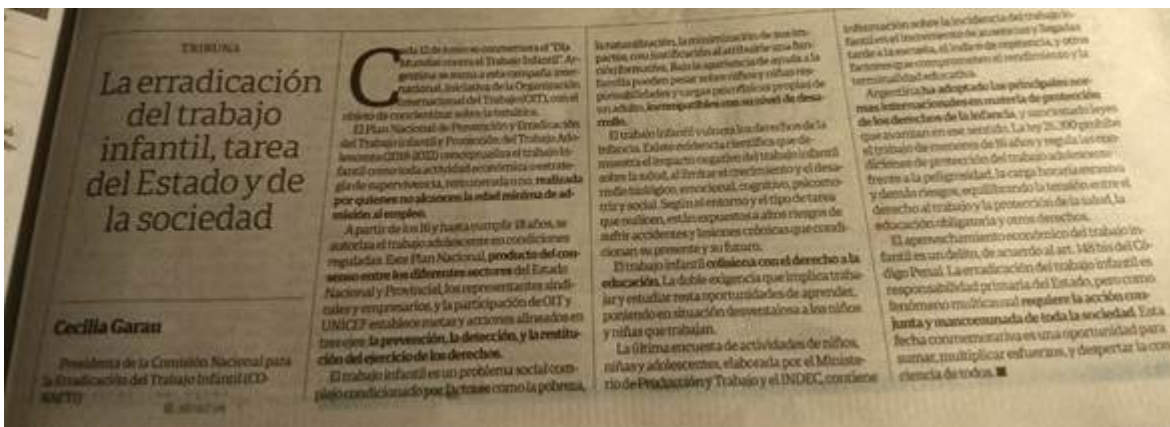 TRIBUNA
La erradicación
del trabajo
infantil, tarea
del Estado y de
la sociedad
Cecilia Garau
Presidenta de la Comisión Nacional para
la Erradicación del Trabajo Infantil (CO-
NAETI)
Cada 12 de junio se conmemora el "Día
Mundial contra el Trabajo Infantil". Ar-
gentina se suma a esta campaña inter-
nacional, iniciativa de la Organización
Internacional del Trabajo (OIT), con el
objeto de concientizar sobre la temática.
El Plan Nacional de Prevención y Erradicación
del Trabajo infantil y Protección del Trabajo Ado-
lescente (2018-2022) conceptualiza el trabajo in-
fantil como toda actividad económica o estrate-
gia de supervivencia, remunerada o no, realizada
por quienes no alcancen la edad mínima de ad-
misión al empleo.
A partir de los 16 y hasta cumplir 18 años, se
autoriza el trabajo adolescente en condiciones
reguladas. Este Plan Nacional, producto del con-
senso entre los diferentes sectores del Estado
Nacional y Provincial, los representantes sindi-
cales y empresarios, y la participación de OIT y
UNICEF establece metas y acciones alineados en
tres ejes: la prevención, la detección, y la restitu-
ción del ejercicio de los derechos.
El trabajo infantil es un problema social com-
plejo condicionado por factores como la pobreza,
la naturalización, la minimización de sus im-
pactos, con justificación al atribuirle una fun-
ción formativa. Bajo la apariencia de ayuda a la
familia pueden pesar sobre niños y niñas res-
ponsabilidades y cargas psicofísicas propias de
un adulto, incompatibles con su nivel de desa-
rrollo.
El trabajo infantil vulnera los derechos de la
infancia. Existe evidencia científica que de-
muestra el impacto negativo del trabajo infantil
sobre la salud, al limitar el crecimiento y el desa-
rrollo biológico, emocional, cognitivo, psicomo-
triz y social. Según el entorno y el tipo de tarea
que realicen, están expuestos a altos riesgos de
sufrir accidentes y lesiones crónicas que condi-
cionan su presente y su futuro.
El trabajo infantil colisiona con el derecho a la
educación. La doble exigencia que implica traba-
jar y estudiar resta oportunidades de aprender,
poniendo en situación desventajosa a los niños
y niñas que trabajan.
La última encuesta de actividades de niños,
niñas y adolescentes, elaborada por el Ministe-
rio de Producción y Trabajo y el INDEC, contiene
información sobre la incidencia del trabajo in-
fantil en el incremento de ausencias y llegadas
tarde a la escuela, el índice de repitencia, y otros
factores que comprometen el rendimiento y la
terminalidad educativa.
Argentina ha adoptado las principales nor-
mas internacionales en materia de protección
de los derechos de la infancia, y sancionado leyes
que avanzan en ese sentido. La ley 26.390 prohíbe
el trabajo de menores de 16 años y regula las con-
diciones de protección del trabajo adolescente
frente a la peligrosidad, la carga horaria excesiva
y demás riesgos, equilibrando la tensión entre el
derecho al trabajo y la protección de la salud, la
educación obligatoria y otros derechos.
El aprovechamiento económico del trabajo in-
fantil es un delito, de acuerdo al art. 148 bis del Có-
digo Penal. La erradicación del trabajo infantil es
responsabilidad primaria del Estado, pero como
fenómeno multicausal requiere la acción con-
junta y mancomunada de toda la sociedad. Esta
fecha conmemorativa es una oportunidad para
sumar, multiplicar esfuerzos, y despertar la con-
ciencia de todos.